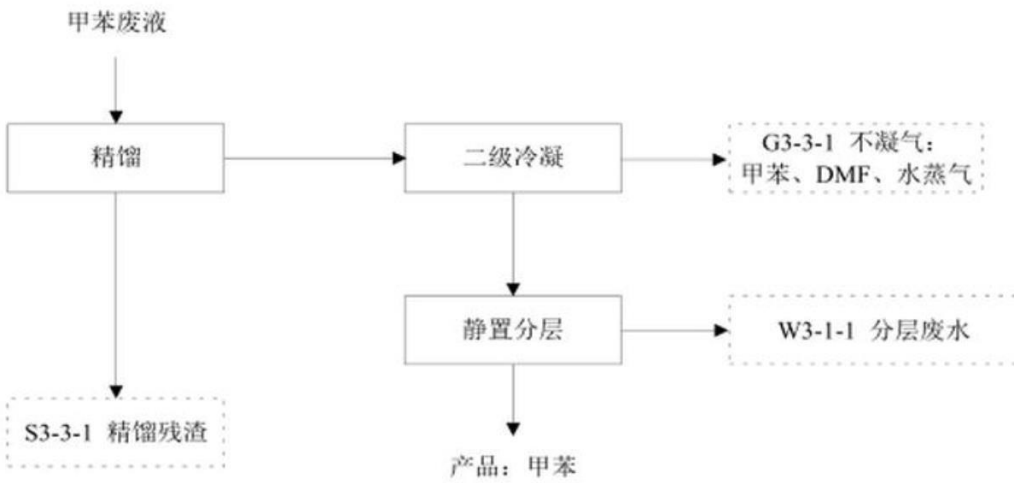 甲苯废液
精馏
二级冷凝
G3-3-1 不凝气：
甲苯、DMF、水蒸气
静置分层
W3-1-1 分层废水
S3-3-1 精馏残渣
产品：甲苯